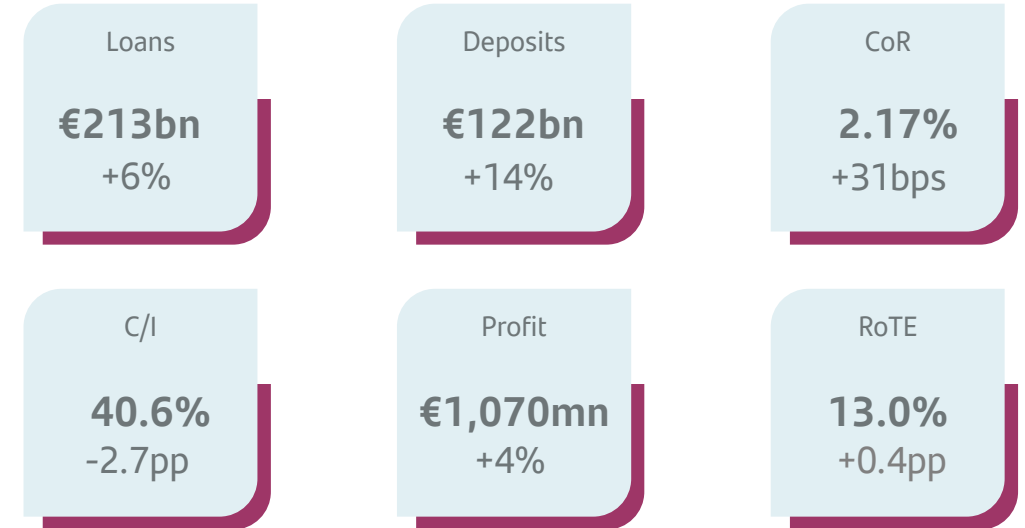 Loans
€213bn
+6%
Deposits
€122bn
+14%
CoR
2.17%
+31bps
C/I
40.6%
-2.7pp
Profit
€1,070mn
+4%
RoTE
13.0%
+0.4pp